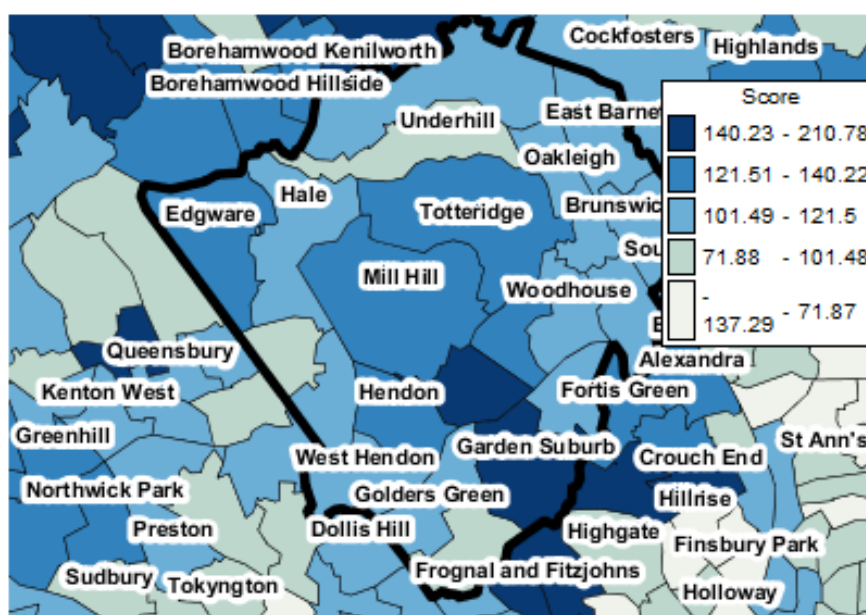 Cockfosters
Borehamwood Kenilworth
Highlands
Borehamwood Hillside
Score
Underhill
East Barne
140.23 - 210.78
Oakleigh
121.51 - 140.22
Hale
Edgware
Totteridge
Brunswic
101.49 - 121.5
Sou
71.88 - 101.48
Mill Hill
Woodhouse
-
137.29 - 71.87
Queensbury
Alexandra
Kenton West
Hendon
Fortis Green
Greenhill
Garden Suburb
St Ann's
West Hendon
Crouch End
Northwick Park
Golders Green
Hillrise
Preston
Dollis Hill
Highgate
Finsbury Park
Sudbury
Tokyngton
Frognal and Fitzjohns
Holloway